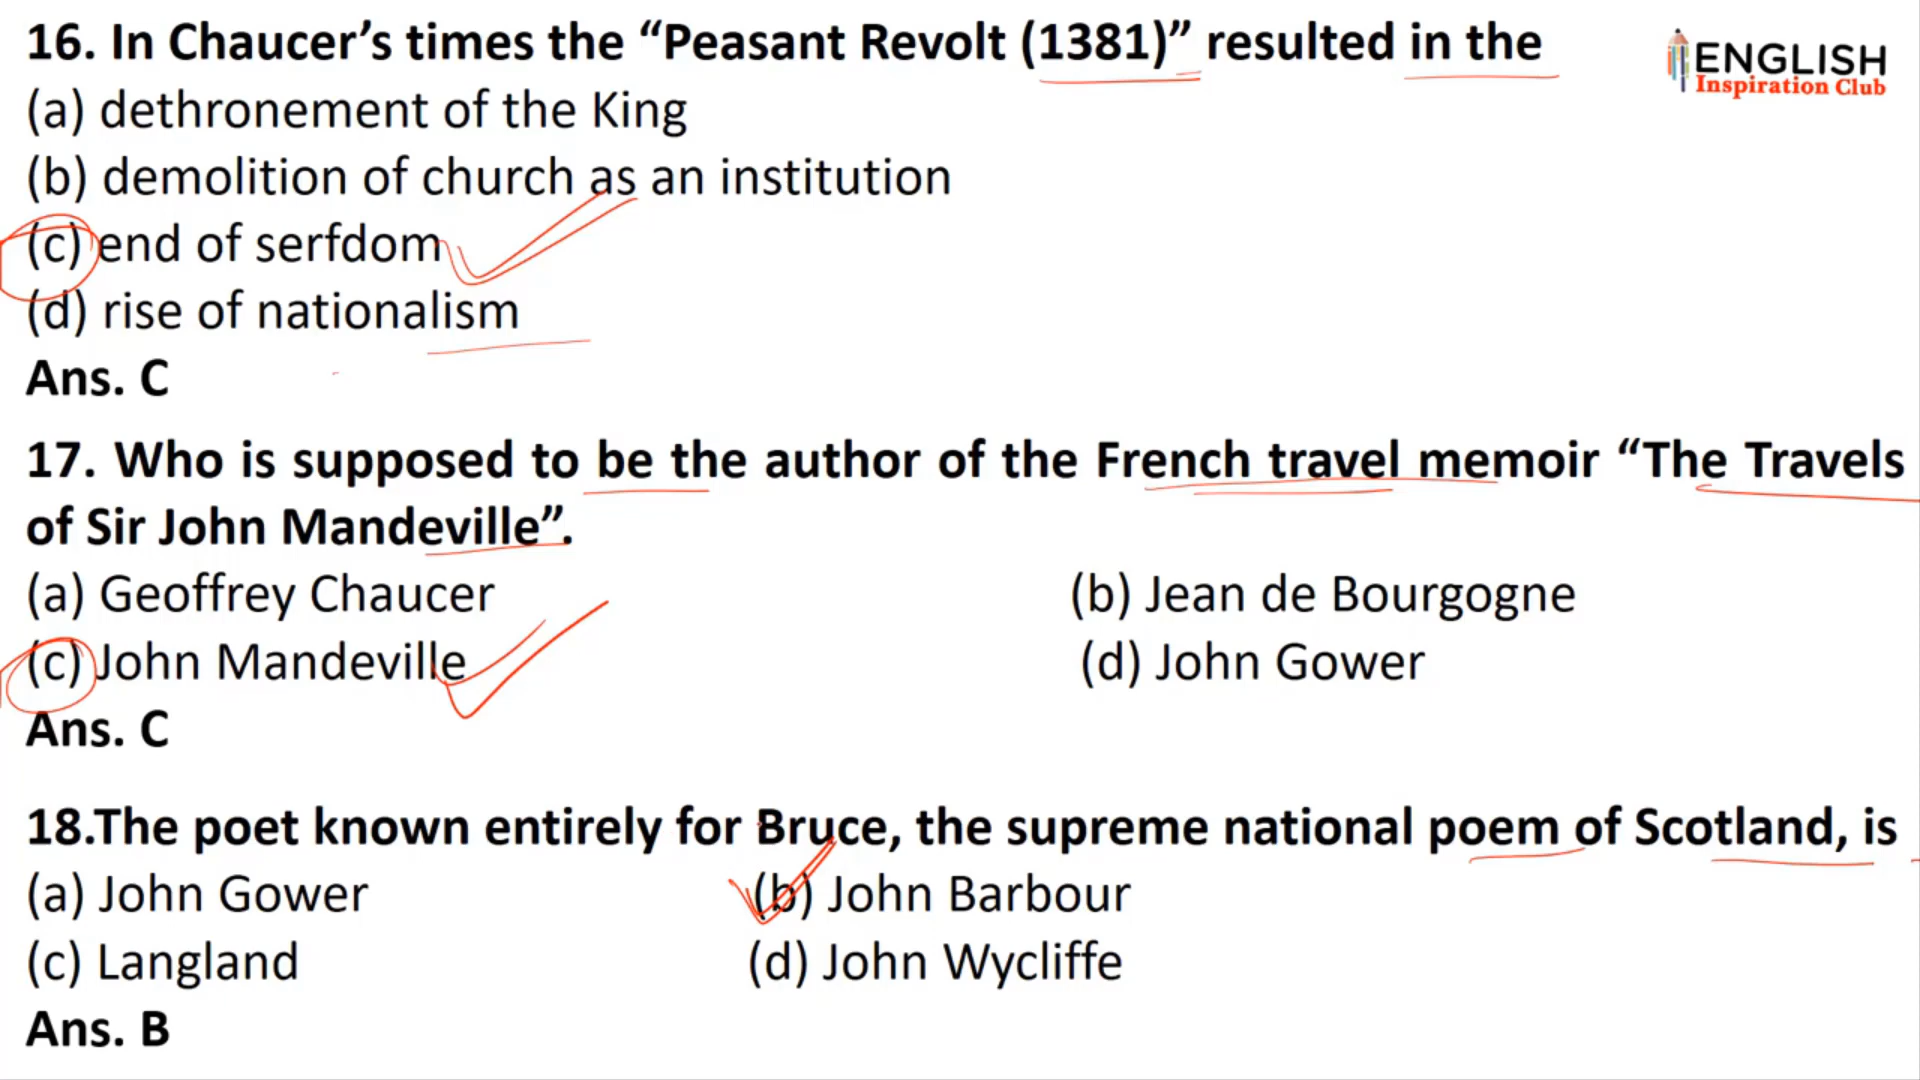 16. In Chaucer’s times the “Peasant Revolt (1381)” resulted in the
ENGLISH
Inspiration Club
(a) dethronement of the King
(b) demolition of church as an institution
(c) end of serfdom
(d) rise of nationalism
Ans. C
17. Who is supposed to be the author of the French travel memoir “The Travels
of Sir John Mandeville”.
(a) Geoffrey Chaucer (b) Jean de Bourgogne
(c) John Mandeville (d) John Gower
Ans. C
18.The poet known entirely for Bruce, the supreme national poem of Scotland, is
(a) John Gower (b) John Barbour
(c) Langland (d) John Wycliffe
Ans. B